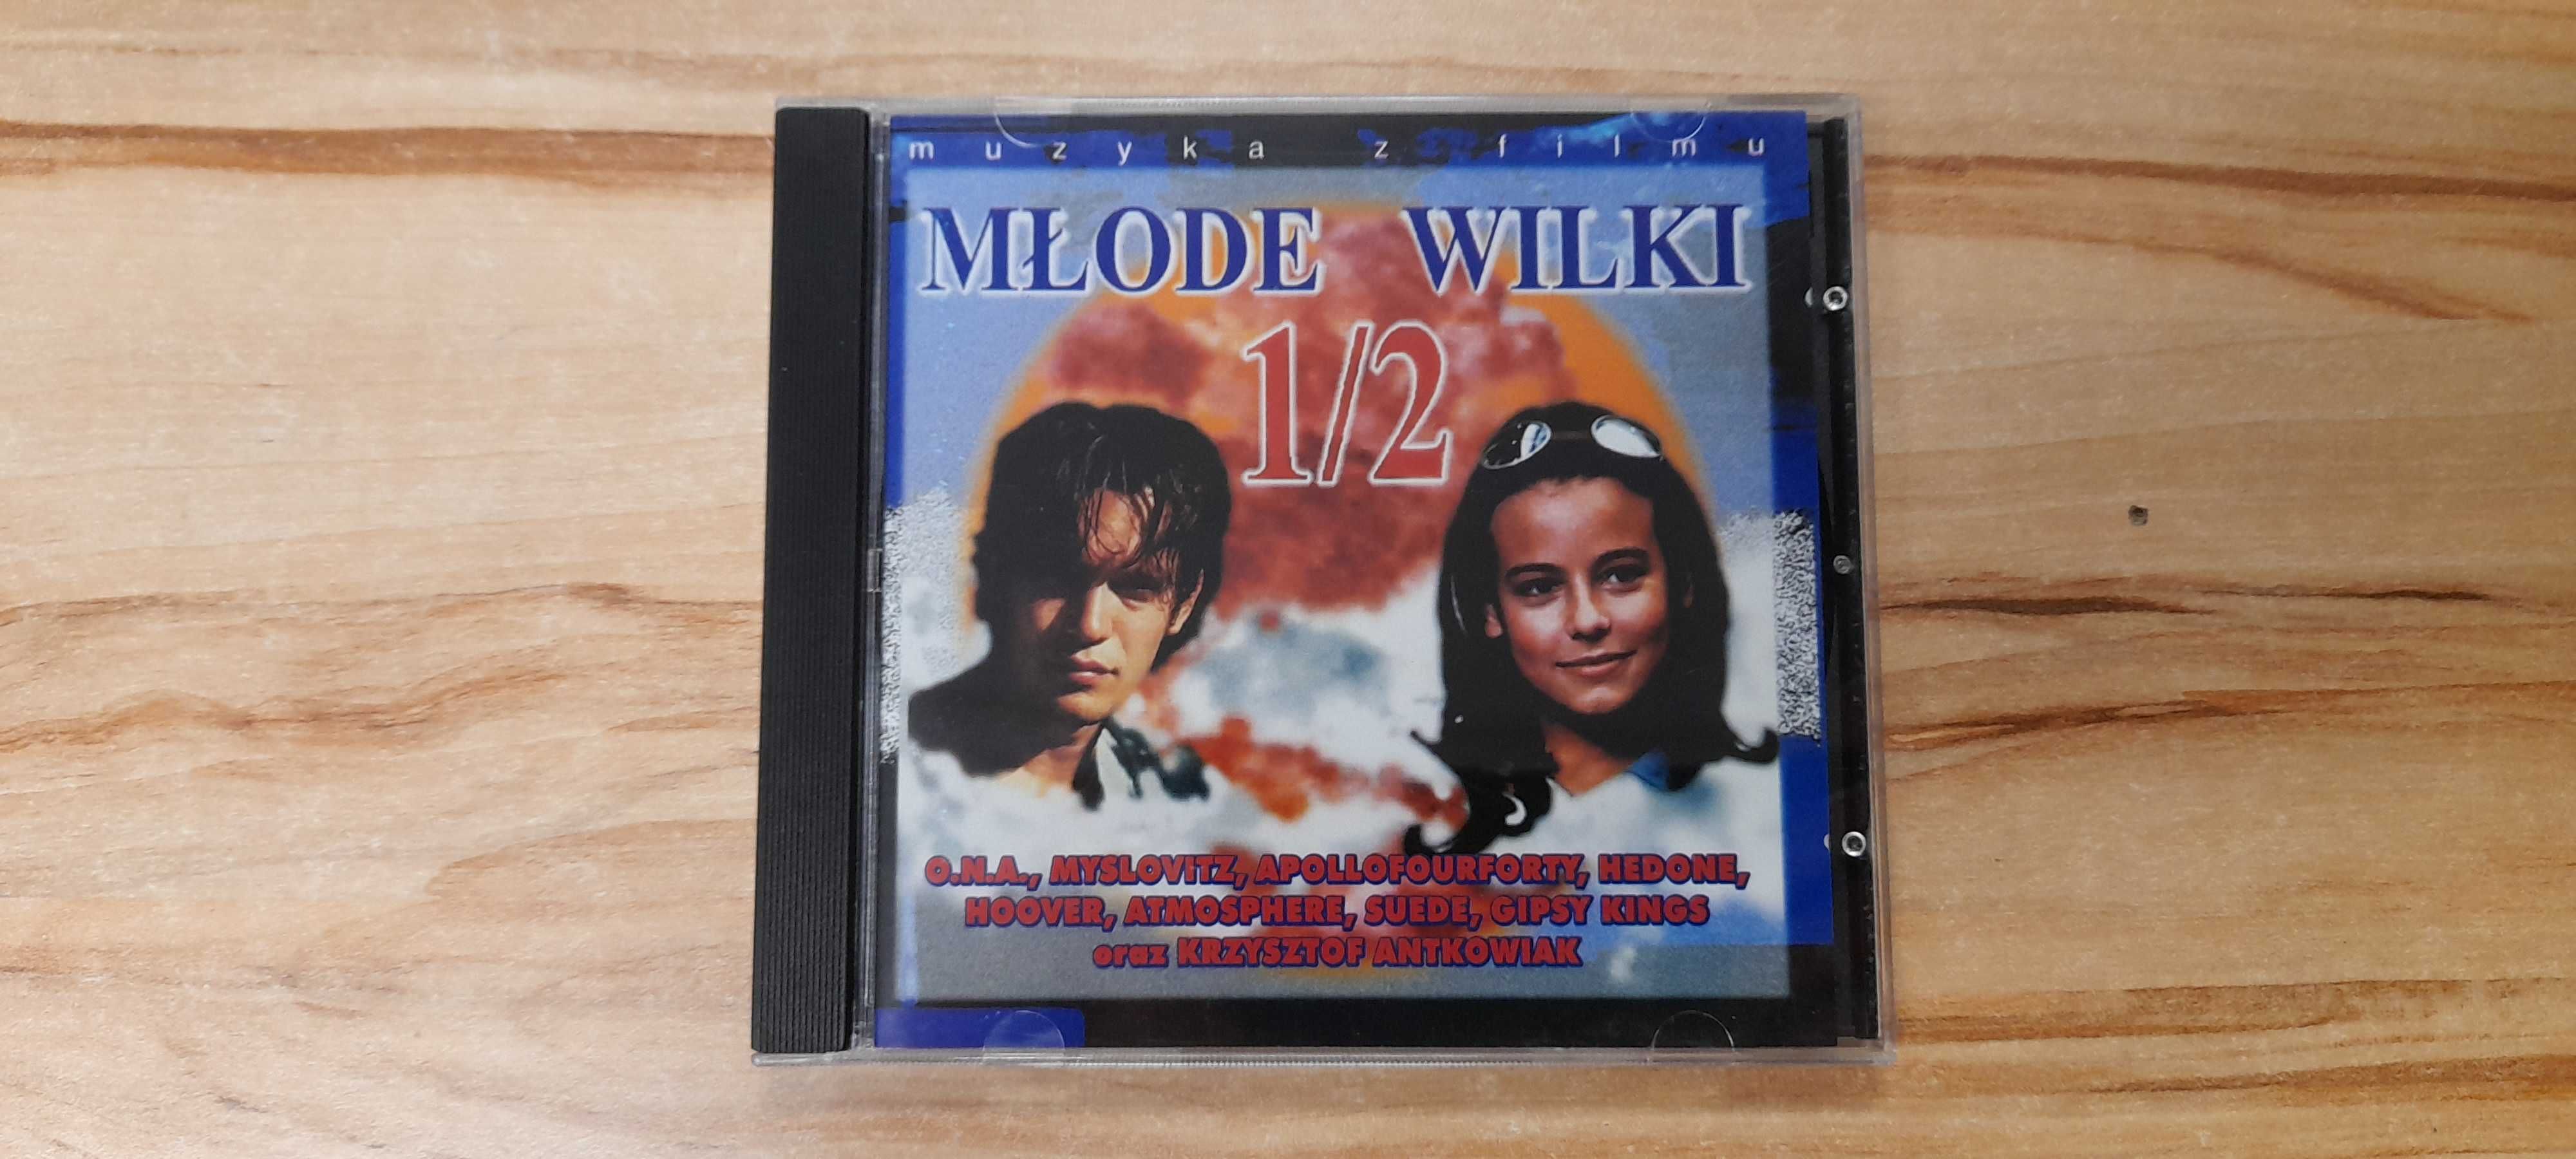 muzyka z filmu
MŁODE WILKI
1/2
O.N.A., MYSLOVITZ, APOLLOFOURFORTY, HEDONE,
HOOVER, ATMOSPHERE, SUEDE, GIPSY KINGS
oraz KRZYSZTOF ANTKOWIAK